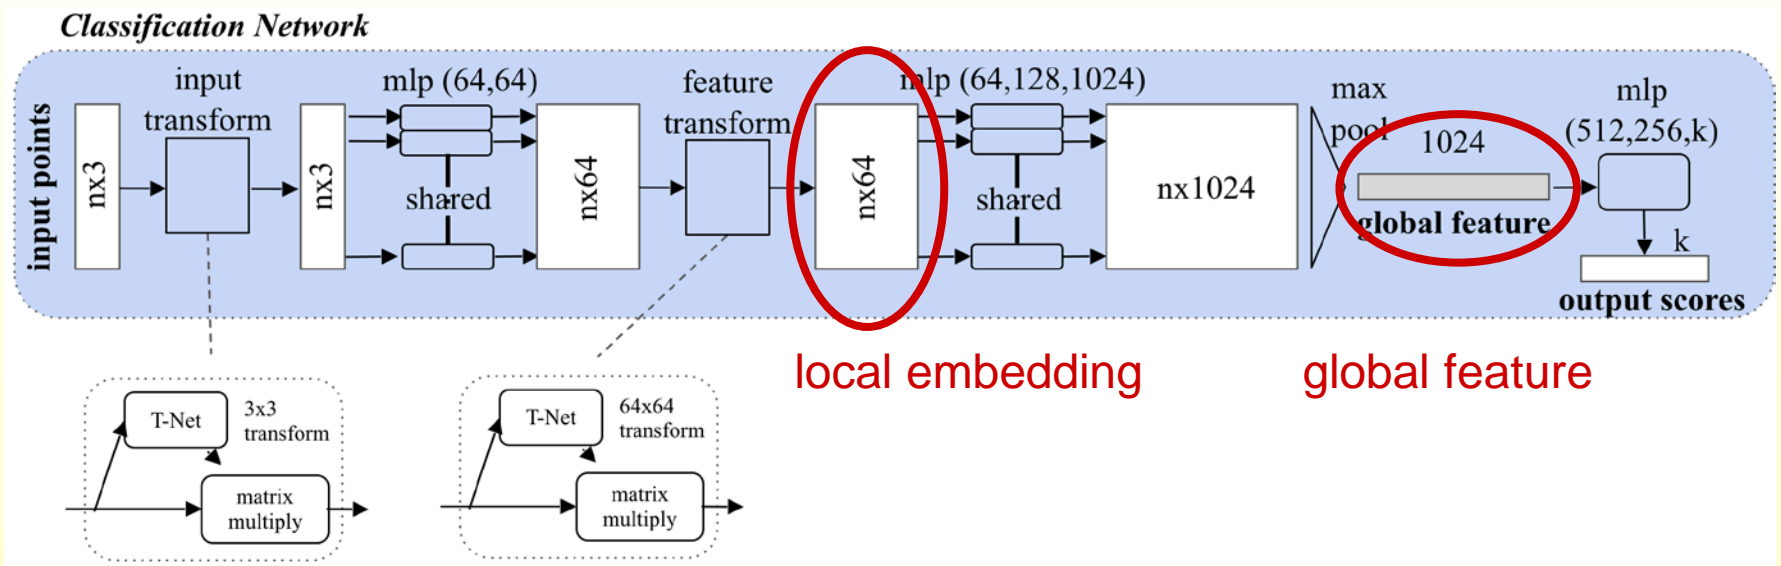 Classification Network
input points
nx3
input
transform
nx3
mlp (64,64)
shared
nx64
feature
transform
nx64
mlp (64,128,1024)
shared
nx1024
max
pool
1024
global feature
mlp
(512,256,k)
k
output scores
local embedding
global feature
T-Net
3x3
transform
matrix
multiply
T-Net
64x64
transform
matrix
multiply